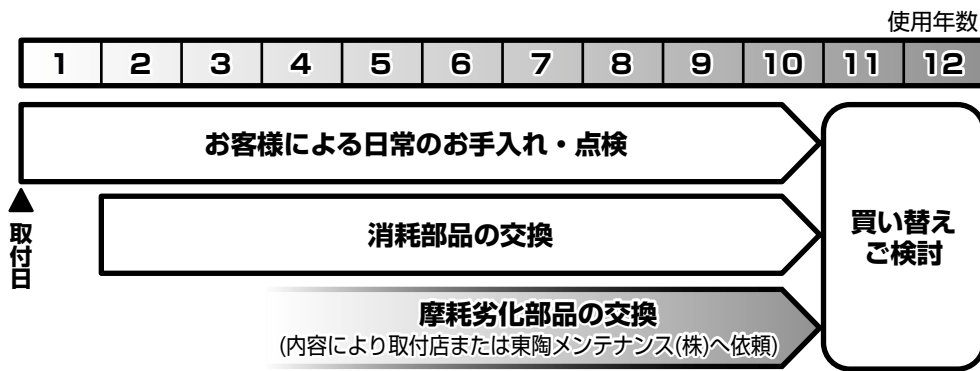 使用年数
1 2 3 4 5 6 7 8 9 10 11 12
お客様による日常のお手入れ・点検
取付日
消耗部品の交換
買い替え
ご検討
摩耗劣化部品の交換
(内容により取付店または東陶メンテナンス(株)へ依頼)